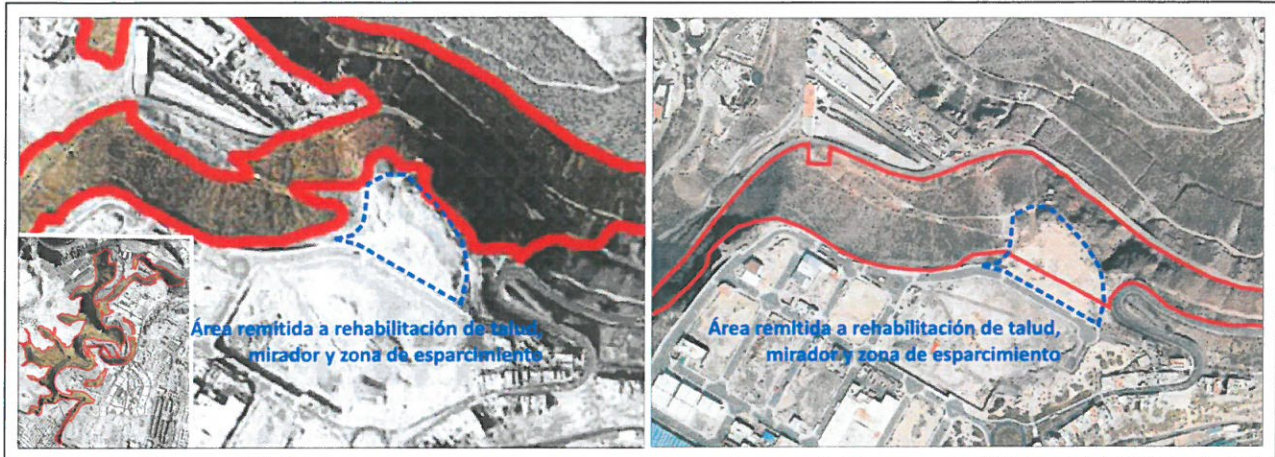 Área remitida a rehabilitación de talud,
mirador y zona de esparcimiento
Área remitida a rehabilitación de talud,
mirador y zona de esparcimiento